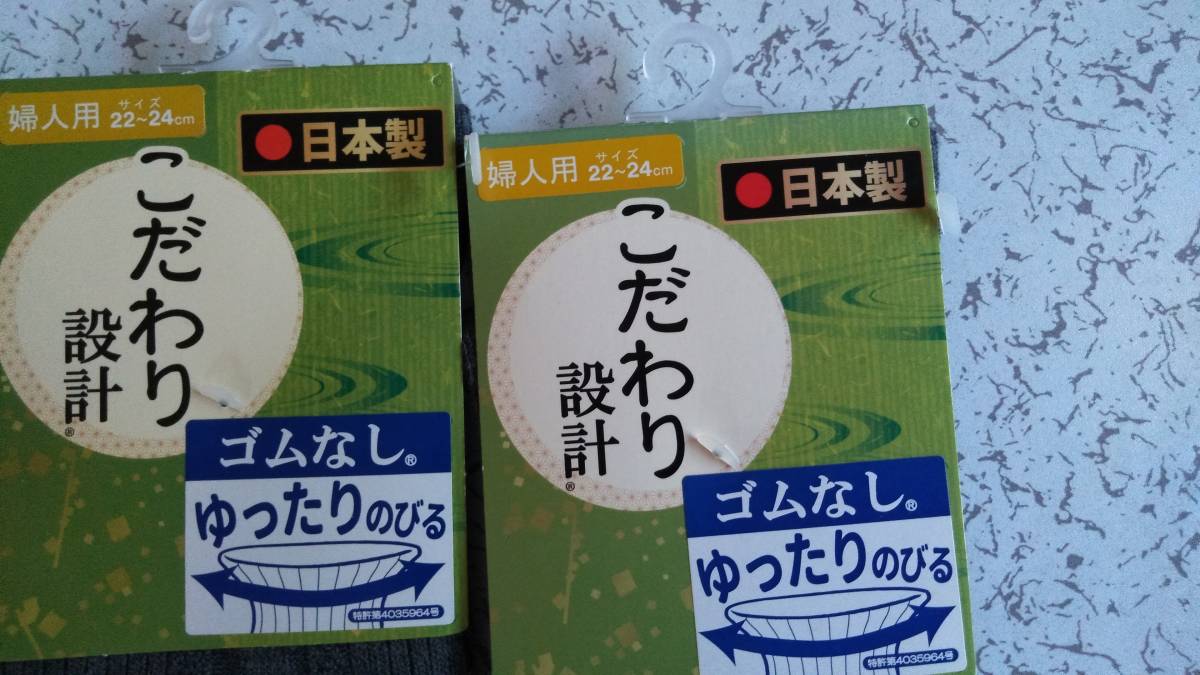 婦人用 サイズ 22~24cm
●日本製
こだわり
設計®
ゴムなし®
ゆったりのびる
特許第4035964号
婦人用 サイズ 22~24cm
●日本製
こだわり
設計®
ゴムなし®
ゆったりのびる
特許第4035964号